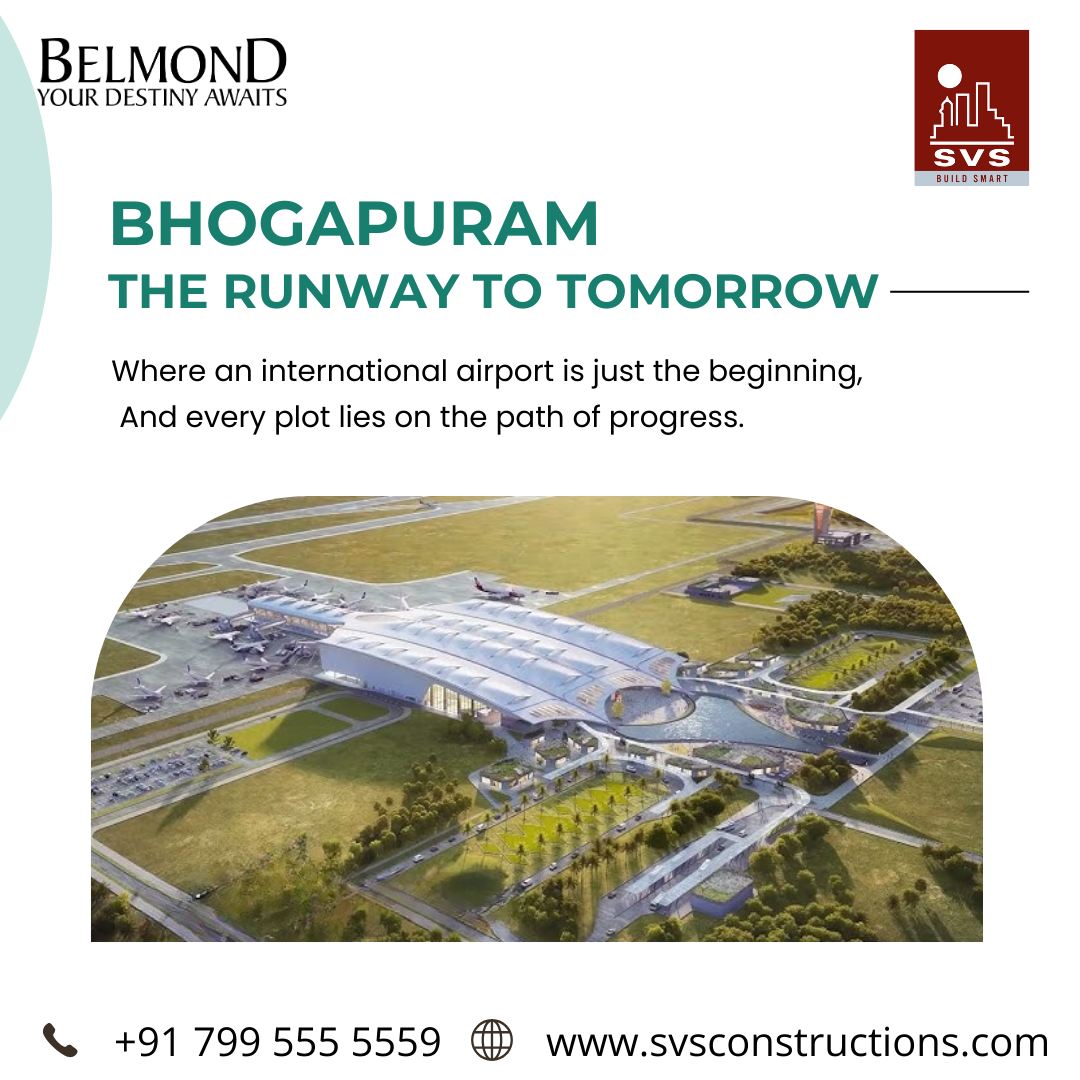 BELMOND
YOUR DESTINY AWAITS
SVS
BUILD SMART
BHOGAPURAM
THE RUNWAY TO TOMORROW
Where an international airport is just the beginning,
And every plot lies on the path of progress.
+91 799 555 5559
www.svsconstructions.com